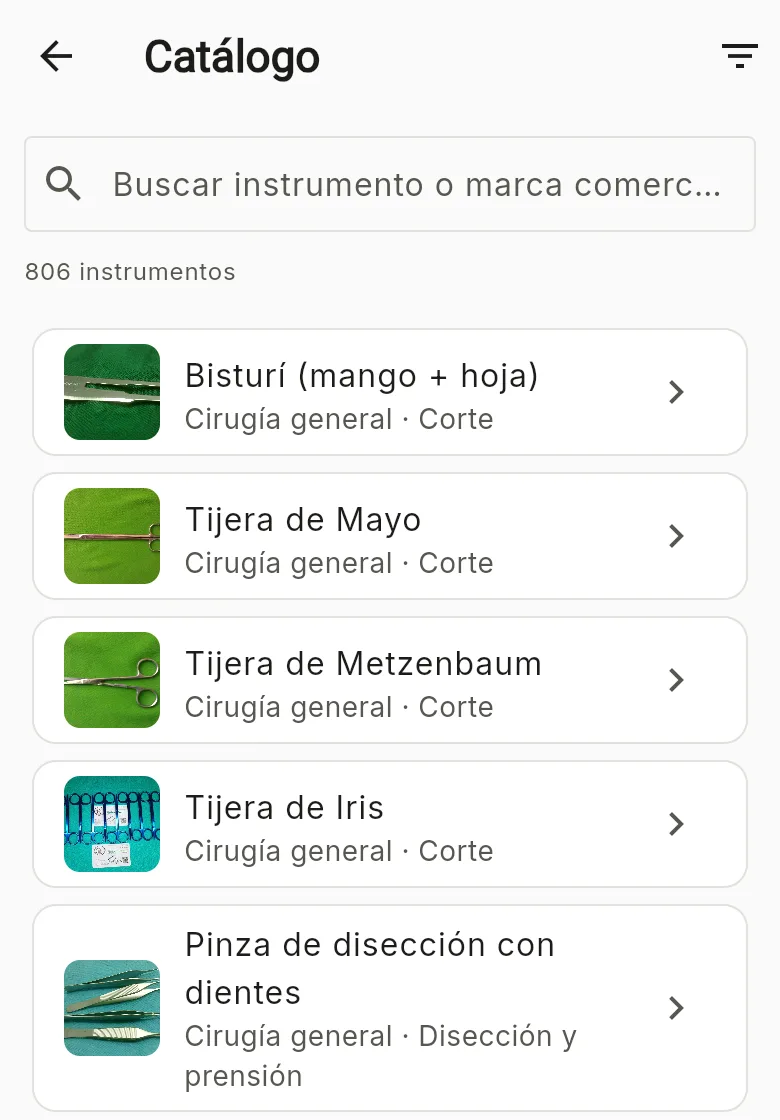 Catálogo
Buscar instrumento o marca comerc...
806 instrumentos
Bisturí (mango + hoja)
Cirugía general · Corte
Tijera de Mayo
Cirugía general · Corte
Tijera de Metzenbaum
Cirugía general · Corte
Tijera de Iris
Cirugía general · Corte
Pinza de disección con
dientes
Cirugía general · Disección y
prensión